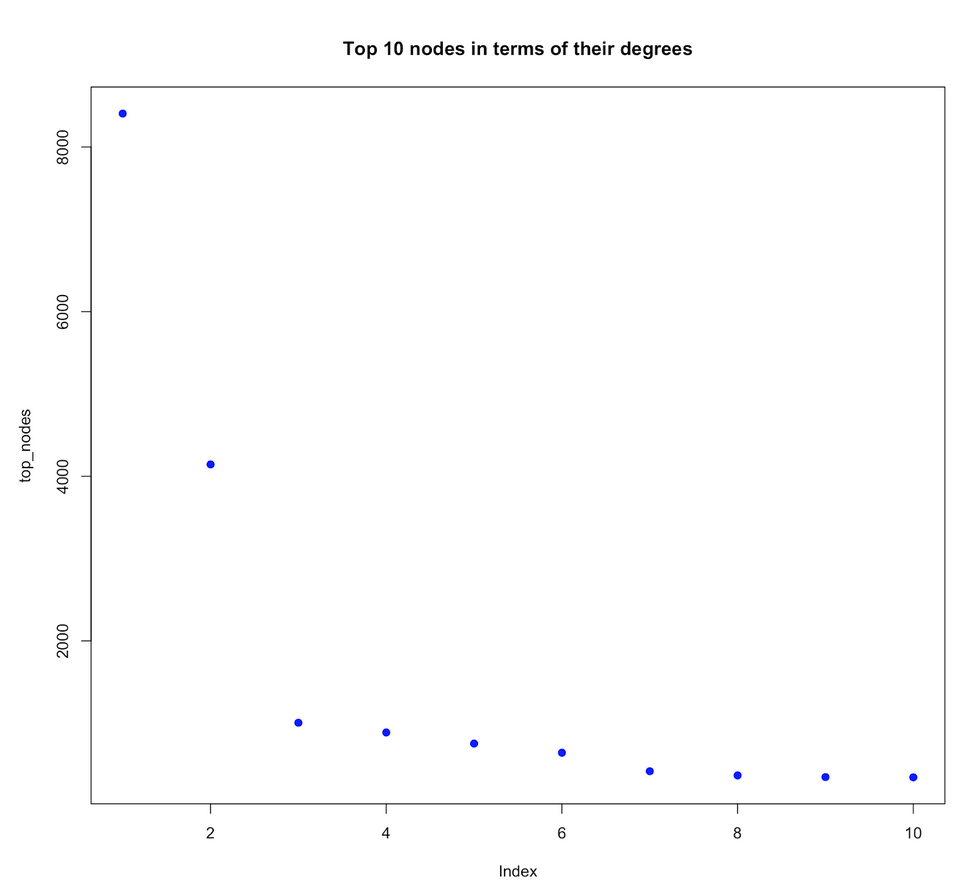 Top 10 nodes in terms of their degrees
8000
6000
4000
2000
top_nodes
2 4 6 8 10
Index